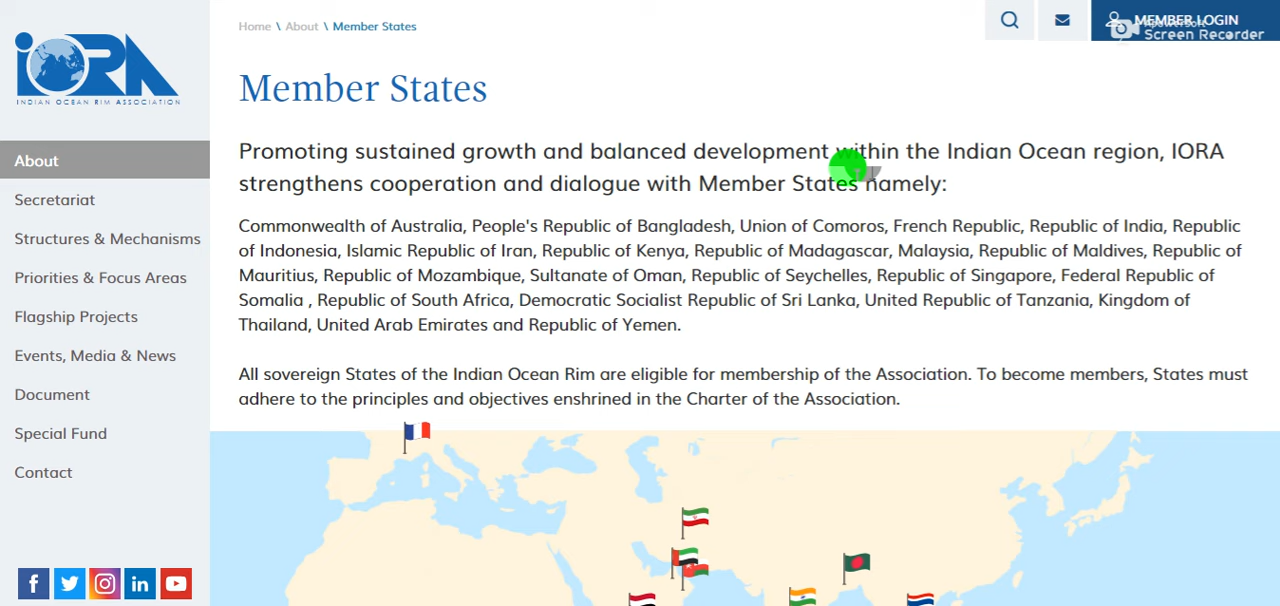 Home \ About \ Member States
MEMBER LOGIN
Apowersoft
Screen Recorder
iORA
INDIAN OCEAN RIM ASSOCIATION
Member States
About
Secretariat
Structures & Mechanisms
Priorities & Focus Areas
Flagship Projects
Events, Media & News
Document
Special Fund
Contact
Promoting sustained growth and balanced development within the Indian Ocean region, IORA
strengthens cooperation and dialogue with Member States namely:
Commonwealth of Australia, People's Republic of Bangladesh, Union of Comoros, French Republic, Republic of India, Republic
of Indonesia, Islamic Republic of Iran, Republic of Kenya, Republic of Madagascar, Malaysia, Republic of Maldives, Republic of
Mauritius, Republic of Mozambique, Sultanate of Oman, Republic of Seychelles, Republic of Singapore, Federal Republic of
Somalia , Republic of South Africa, Democratic Socialist Republic of Sri Lanka, United Republic of Tanzania, Kingdom of
Thailand, United Arab Emirates and Republic of Yemen.
All sovereign States of the Indian Ocean Rim are eligible for membership of the Association. To become members, States must
adhere to the principles and objectives enshrined in the Charter of the Association.